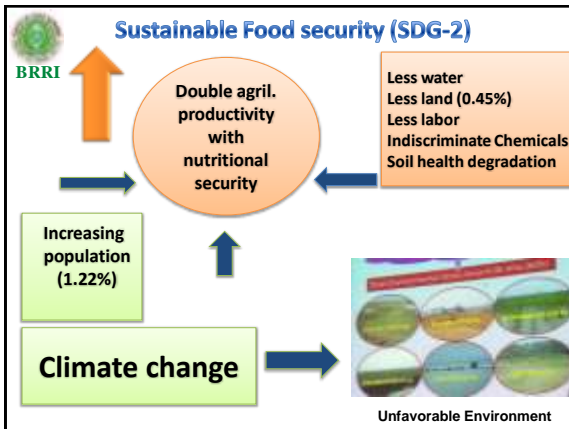 Sustainable Food security (SDG-2)
BRRI
Double agril.
productivity
with
nutritional
security
Less water
Less land (0.45%)
Less labor
Indiscriminate Chemicals
Soil health degradation
Increasing
population
(1.22%)
Climate change
Unfavorable Environment